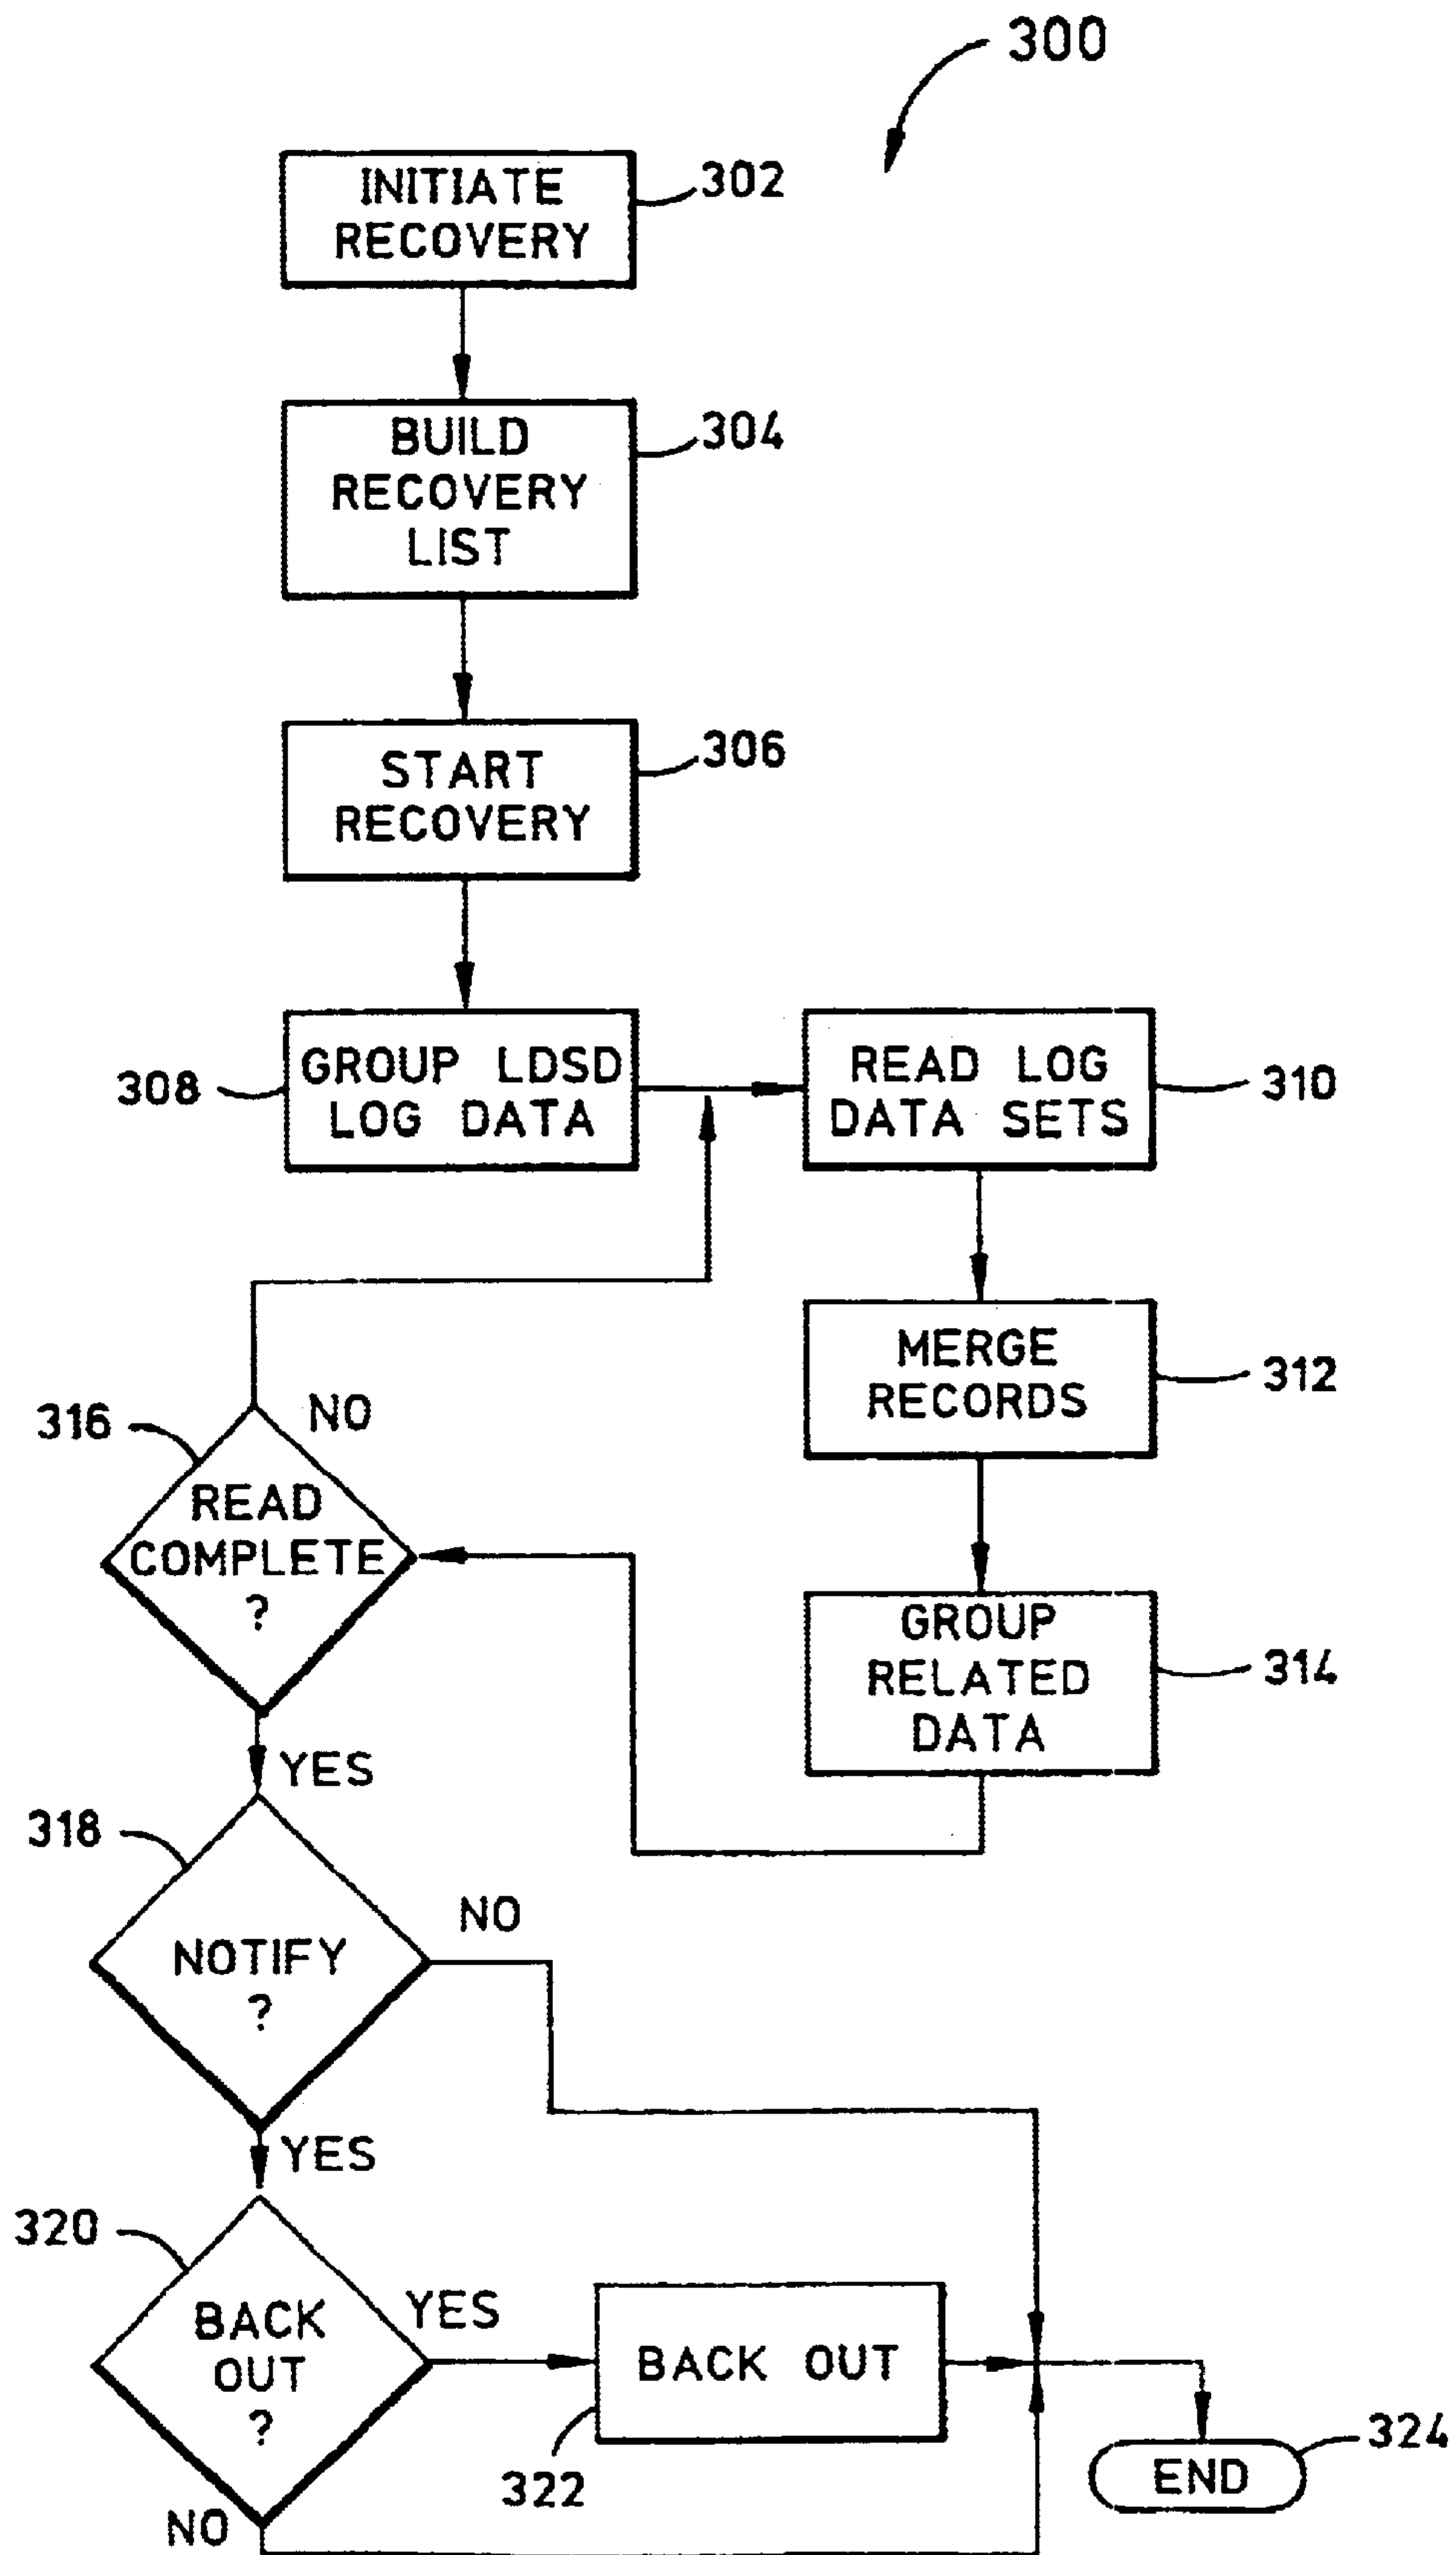 300
INITIATE
RECOVERY
302
BUILD
RECOVERY
LIST
304
START
RECOVERY
306
308
GROUP LDSD
LOG DATA
READ LOG
DATA SETS
310
MERGE
RECORDS
312
316
NO
READ
COMPLETE
?
GROUP
RELATED
DATA
314
YES
318
NO
NOTIFY
?
YES
320
BACK
OUT
?
YES
BACK OUT
322
NO
END
324